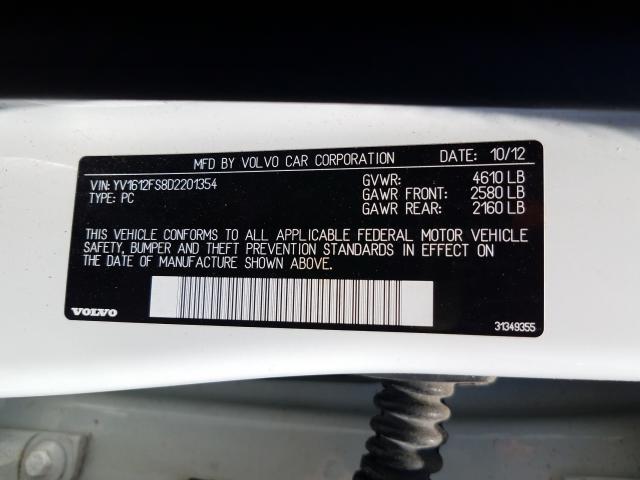 MFD BY VOLVO CAR CORPORATION DATE: 10/12
VIN: YV1612FS8D2201354 GVWR: 4610 LB
TYPE: PC GAWR FRONT: 2580 LB
GAWR REAR: 2160 LB
THIS VEHICLE CONFORMS TO ALL APPLICABLE FEDERAL MOTOR VEHICLE
SAFETY, BUMPER AND THEFT PREVENTION STANDARDS IN EFFECT ON
THE DATE OF MANUFACTURE SHOWN ABOVE.
VOLVO 31349355